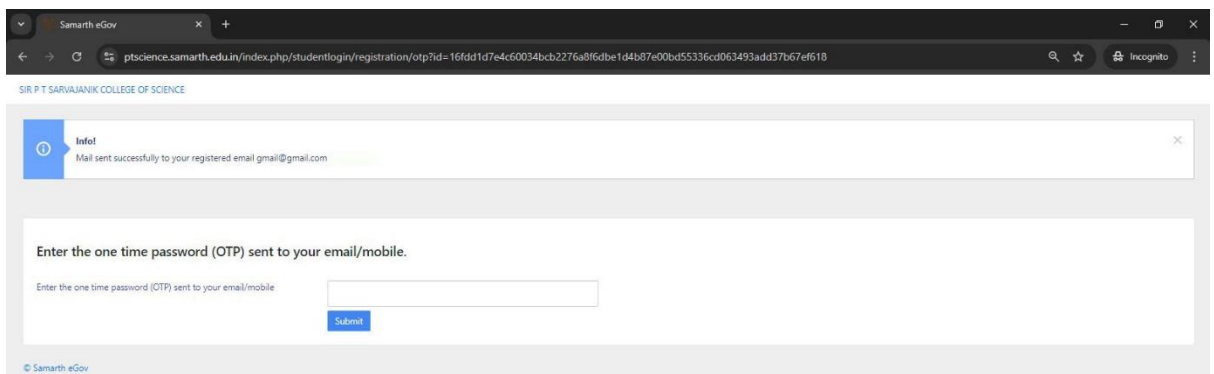 Samarth eGov
ptscience.samarth.edu.in/index.php/studentlogin/registration/otp?id=16fdd1d7e4c60034bcb2276a8f6dbe1d4b87e00bd55336cd063493add37b67ef618
Incognito
SIR P T SARVAJANIK COLLEGE OF SCIENCE
Info!
Mail sent successfully to your registered email gmail@gmail.com
Enter the one time password (OTP) sent to your email/mobile.
Enter the one time password (OTP) sent to your email/mobile
Submit
© Samarth eGov